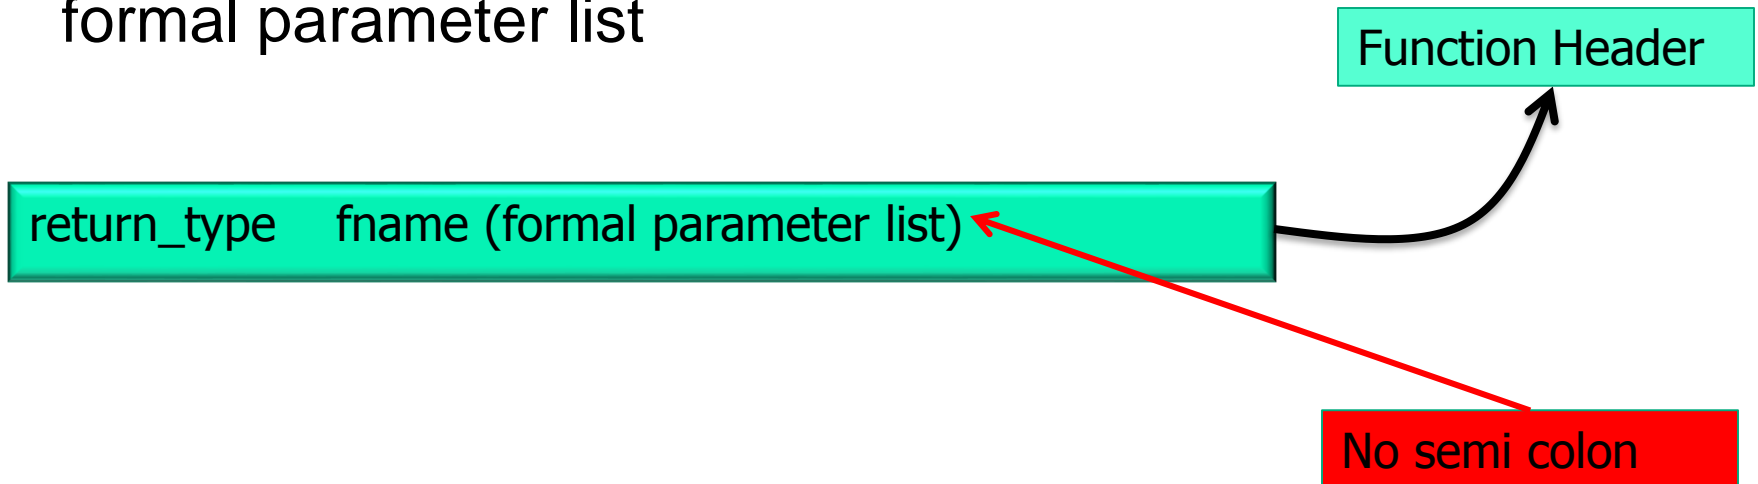 formal parameter list
Function Header
return_type fname (formal parameter list)
No semi colon